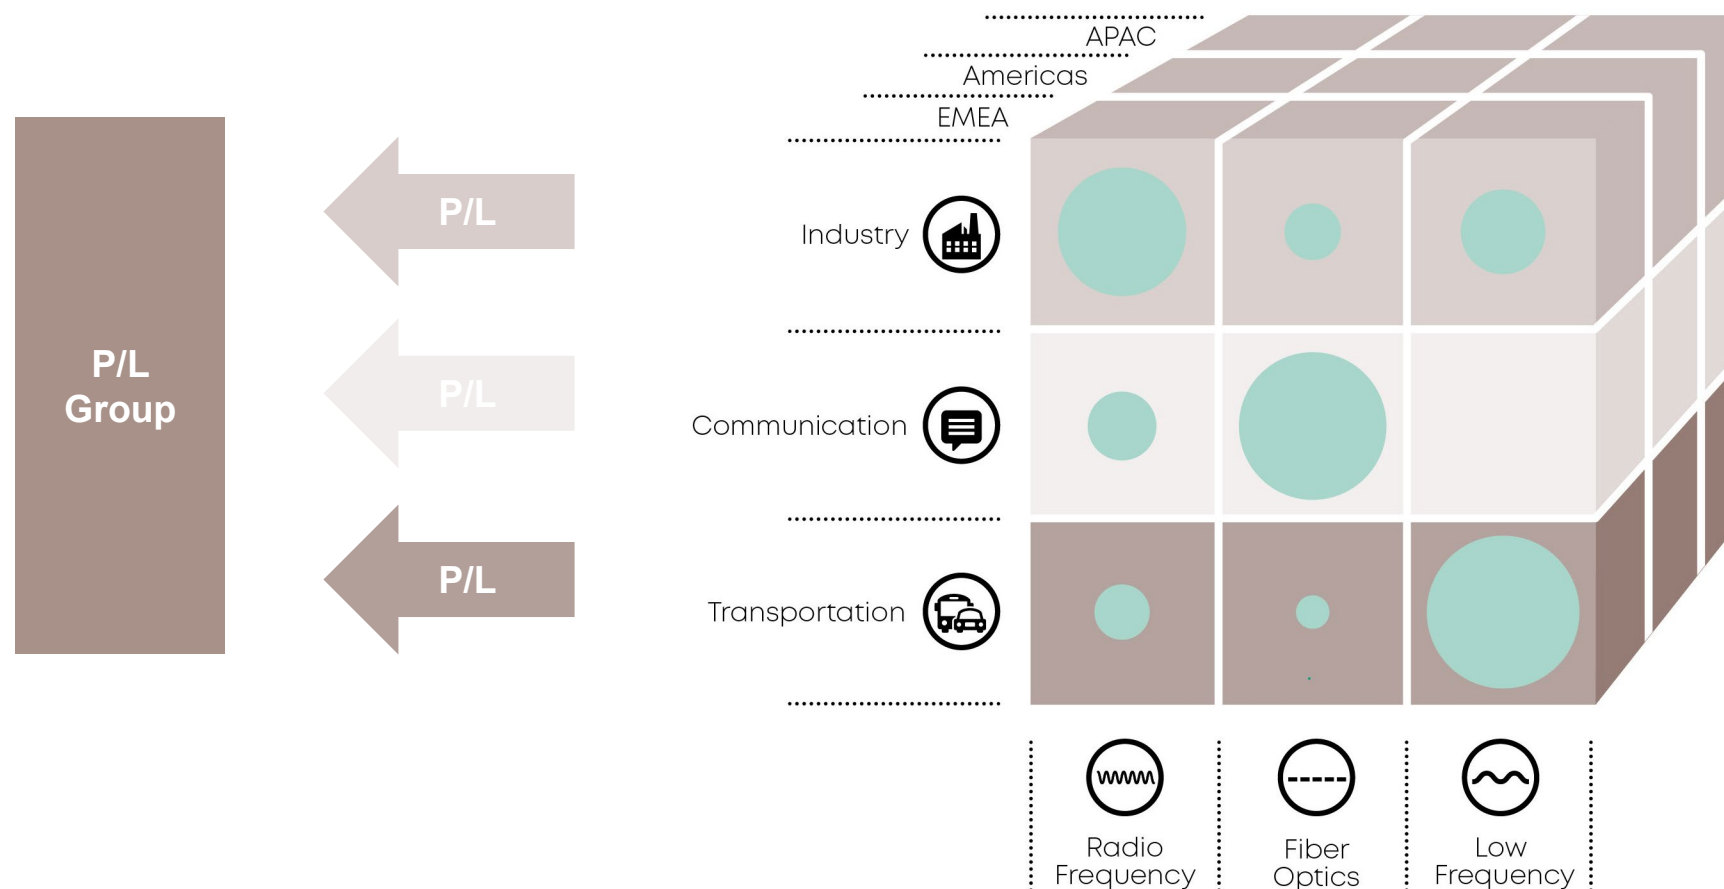 APAC
Americas
EMEA
P/L
Group
P/L
P/L
P/L
Industry
Communication
Transportation
Radio
Frequency
Fiber
Optics
Low
Frequency